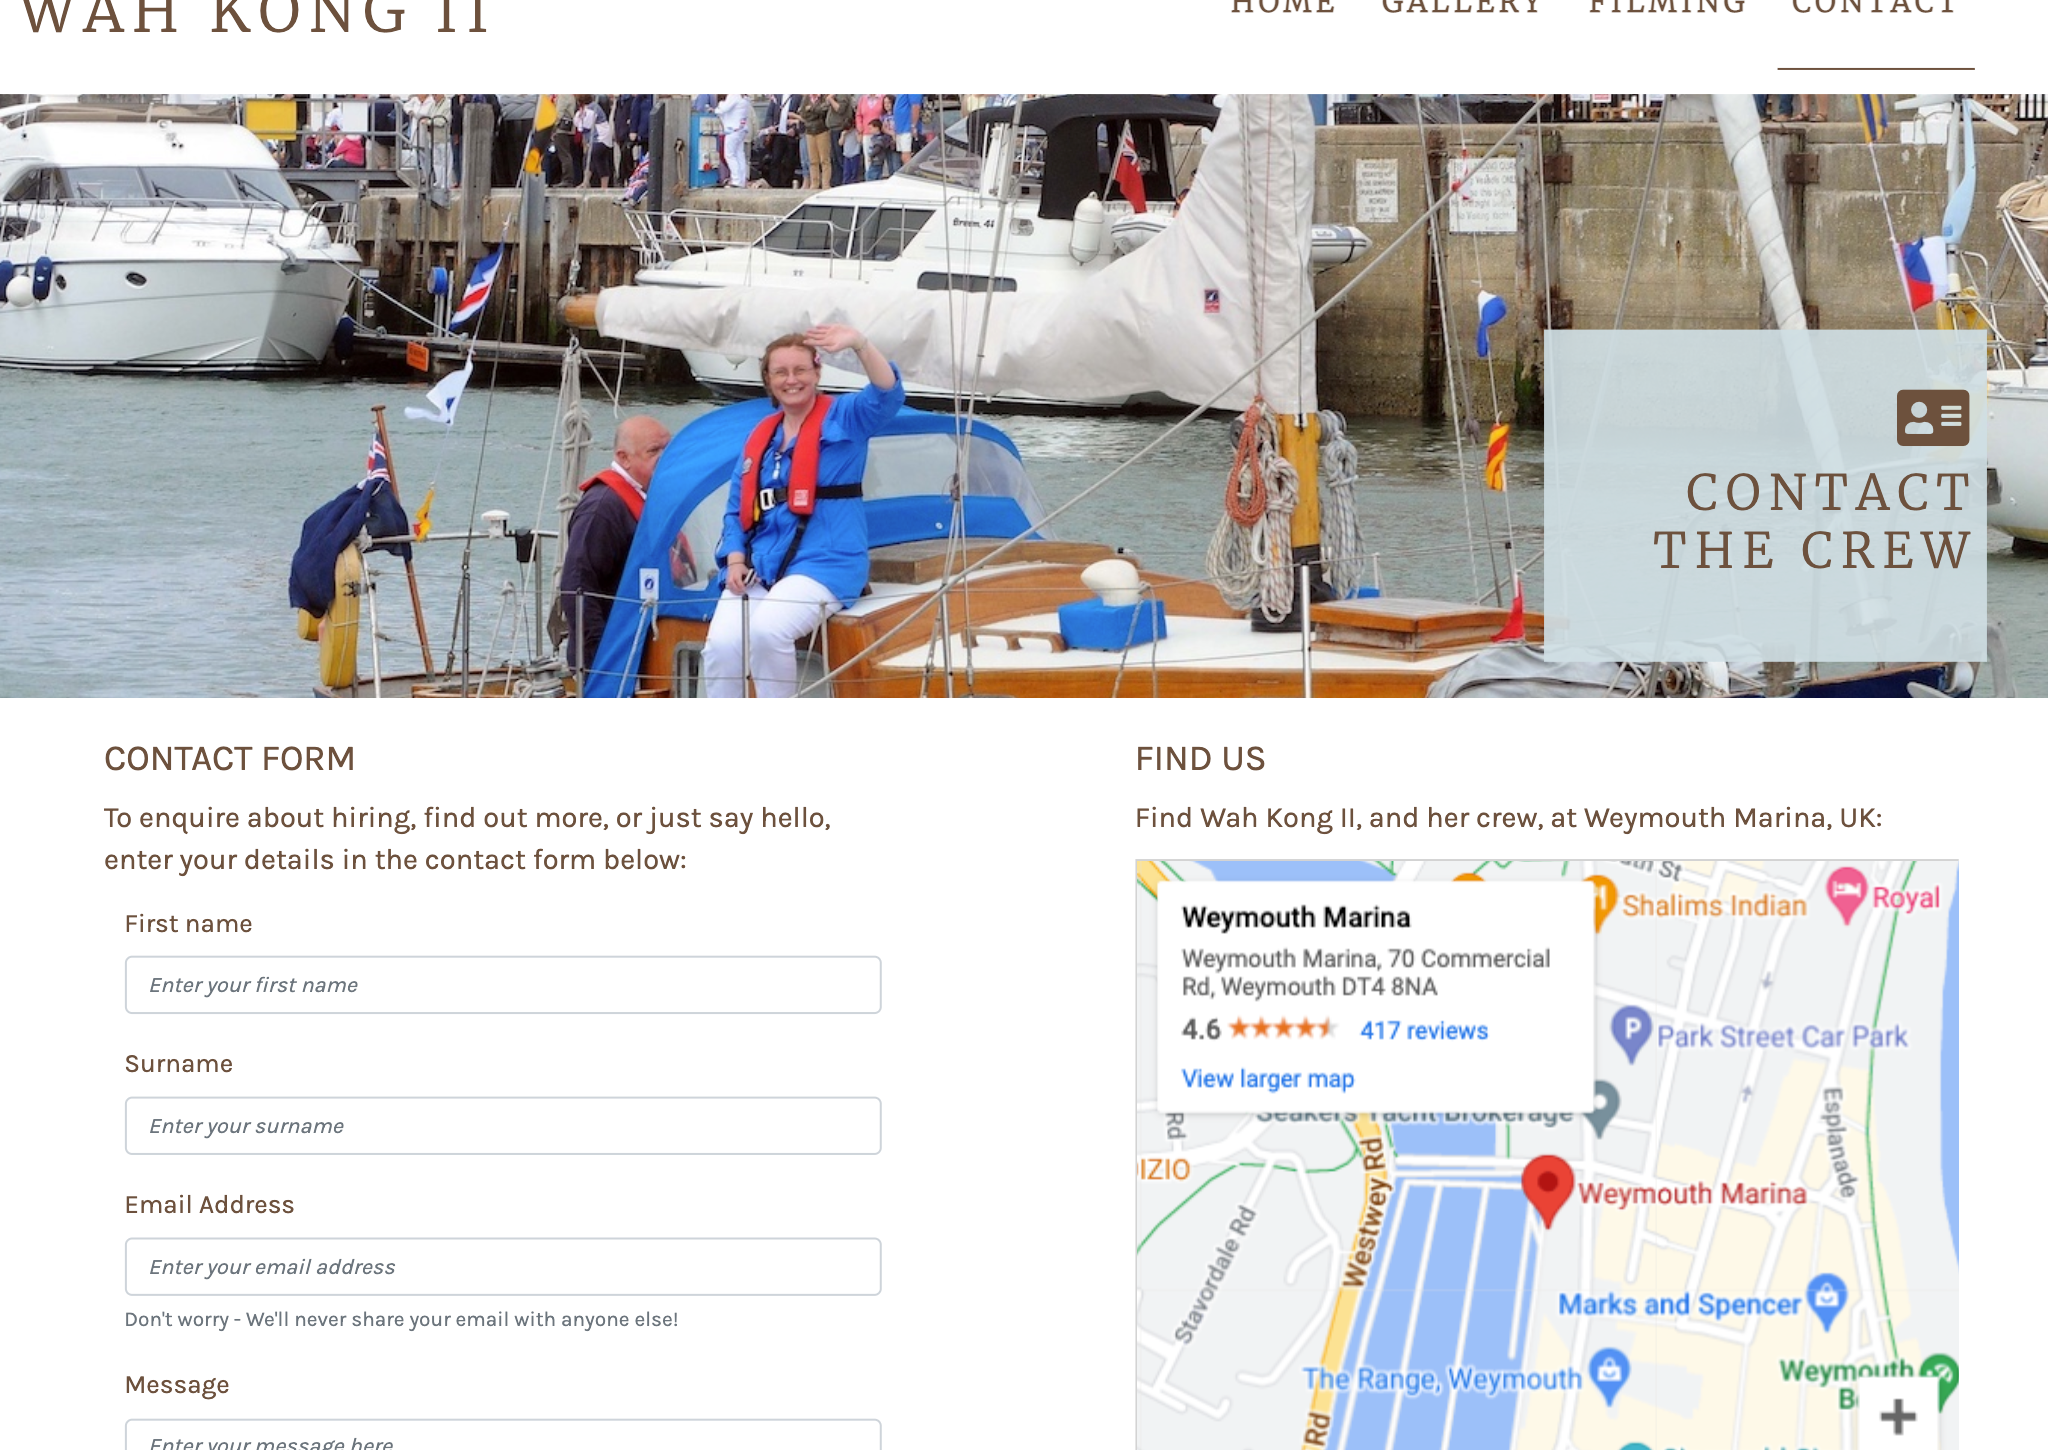 WAH KONG II
HOME GALLERY FILMING CONTACT
CONTACT
THE CREW
CONTACT FORM
To enquire about hiring, find out more, or just say hello,
enter your details in the contact form below:
First name
Enter your first name
Surname
Enter your surname
Email Address
Enter your email address
Don't worry - We'll never share your email with anyone else!
Message
Enter your message here
FIND US
Find Wah Kong II, and her crew, at Weymouth Marina, UK:
Weymouth Marina
Weymouth Marina, 70 Commercial
Rd, Weymouth DT4 8NA
4.6 417 reviews
View larger map
St
Shalims Indian
Royal
P
Park Street Car Park
Seakers Yacht Brokerage
Rd
IZIO
Westwey Rd
Esplanade
Weymouth Marina
Stavordale Rd
Marks and Spencer
The Range, Weymouth
Weymouth
Rd